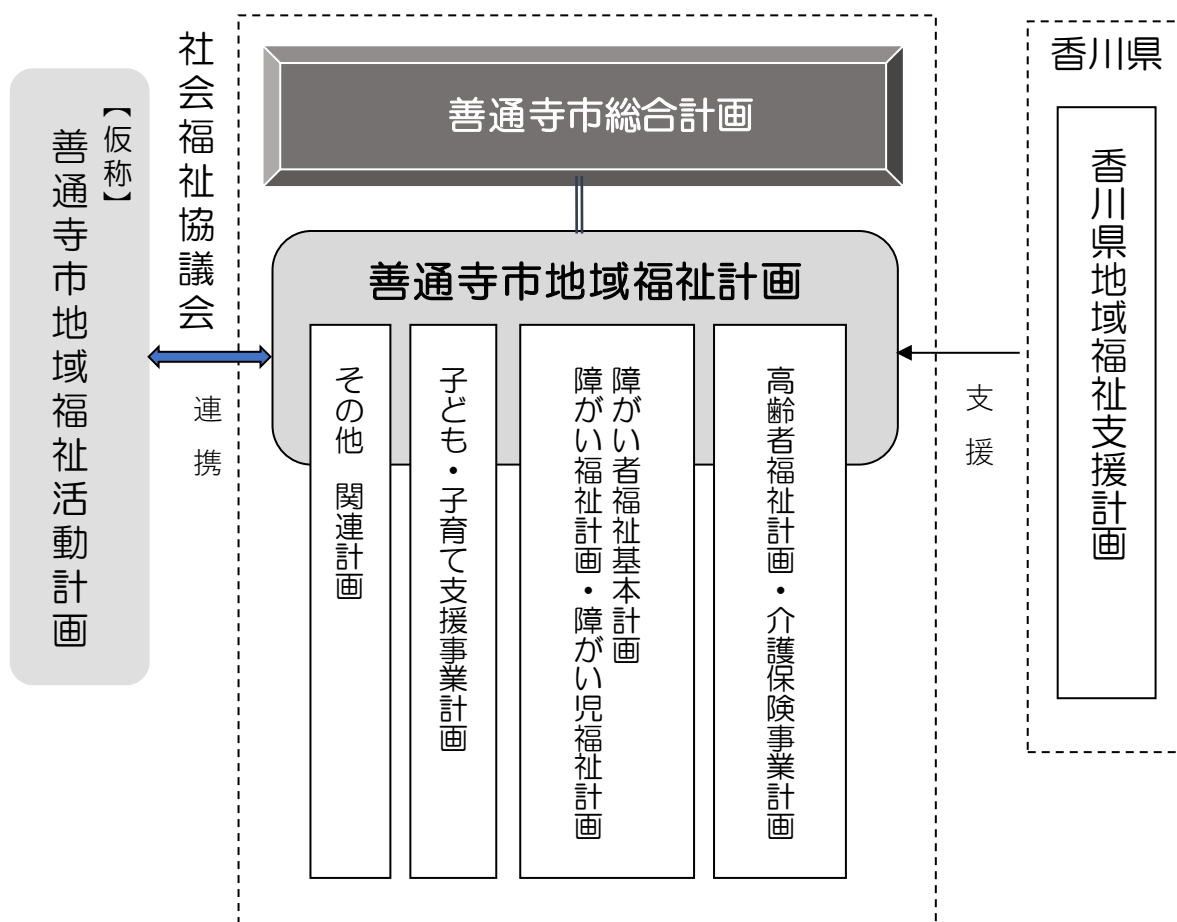 香川県
香川県地域福祉支援計画
支援
善通寺市総合計画
善通寺市地域福祉計画
高齢者福祉計画・介護保険事業計画
障がい者福祉基本計画
障がい福祉計画・障がい児福祉計画
子ども・子育て支援事業計画
その他 関連計画
社会福祉協議会
連携
【仮称】
善通寺市地域福祉活動計画